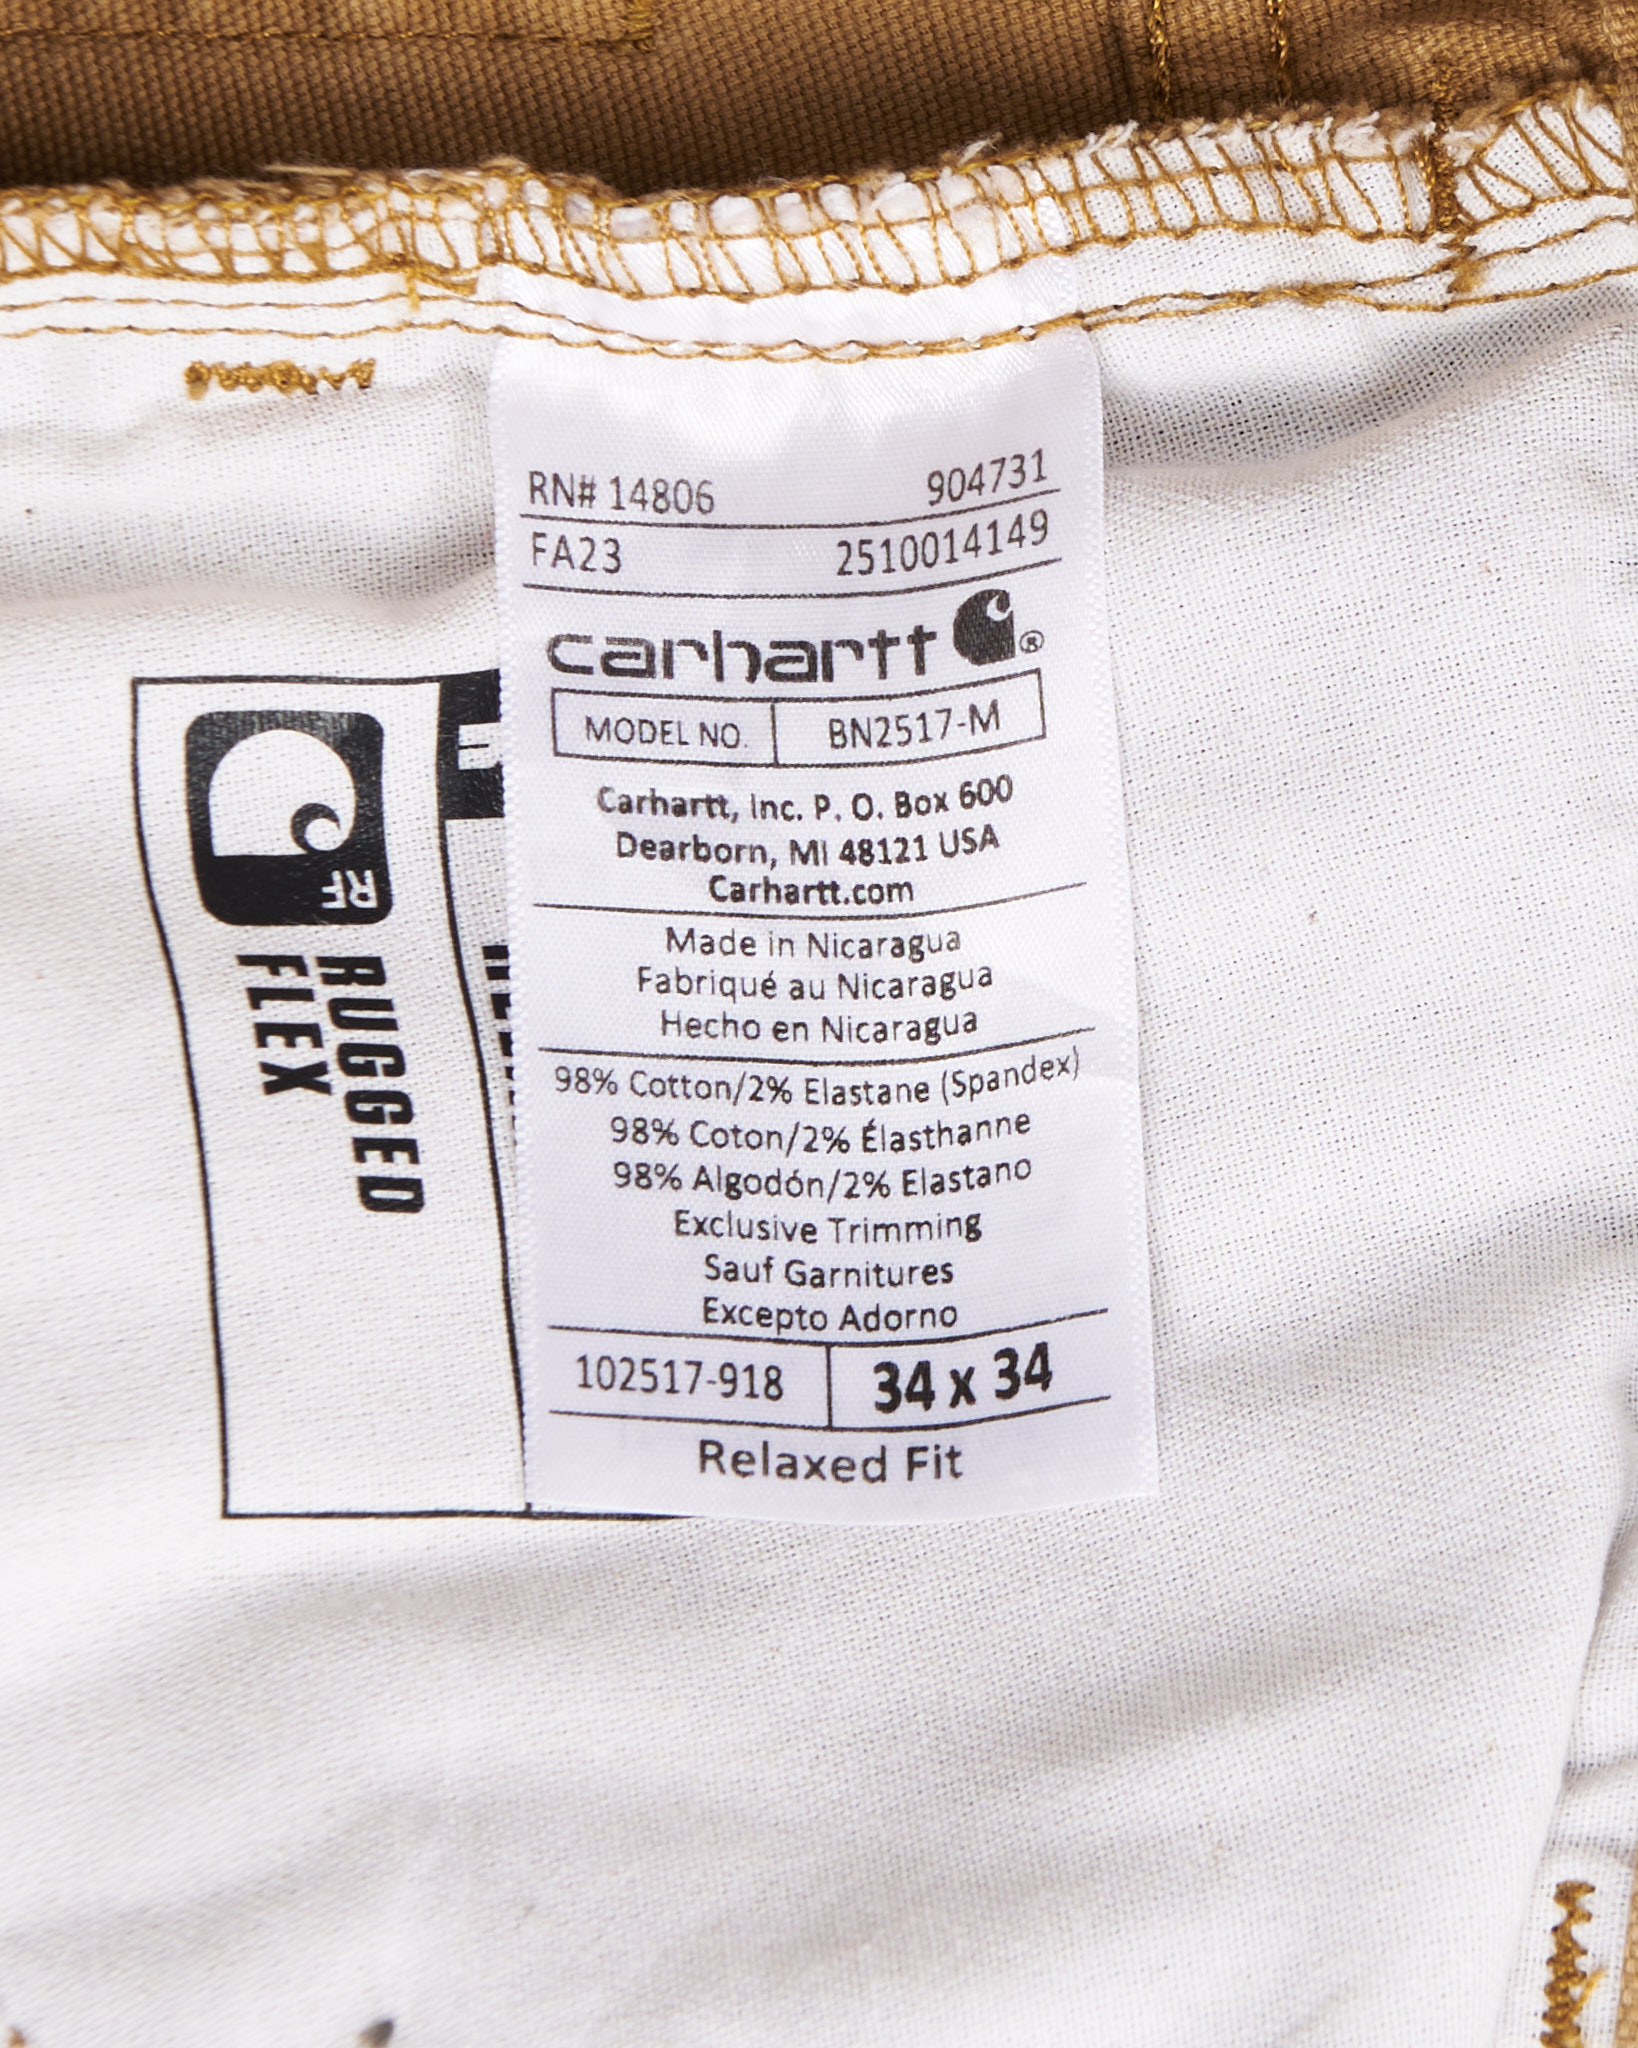 RN# 14806 904731
FA23 2510014149
carhartt ®
MODEL NO. BN2517-M
Carhartt, Inc. P. O. Box 600
Dearborn, MI 48121 USA
Carhartt.com
Made in Nicaragua
Fabriqué au Nicaragua
Hecho en Nicaragua
98% Cotton/2% Elastane (Spandex)
98% Coton/2% Élasthanne
98% Algodón/2% Elastano
Exclusive Trimming
Sauf Garnitures
Excepto Adorno
102517-918 34 x 34
Relaxed Fit
RF
RUGGED
FLEX